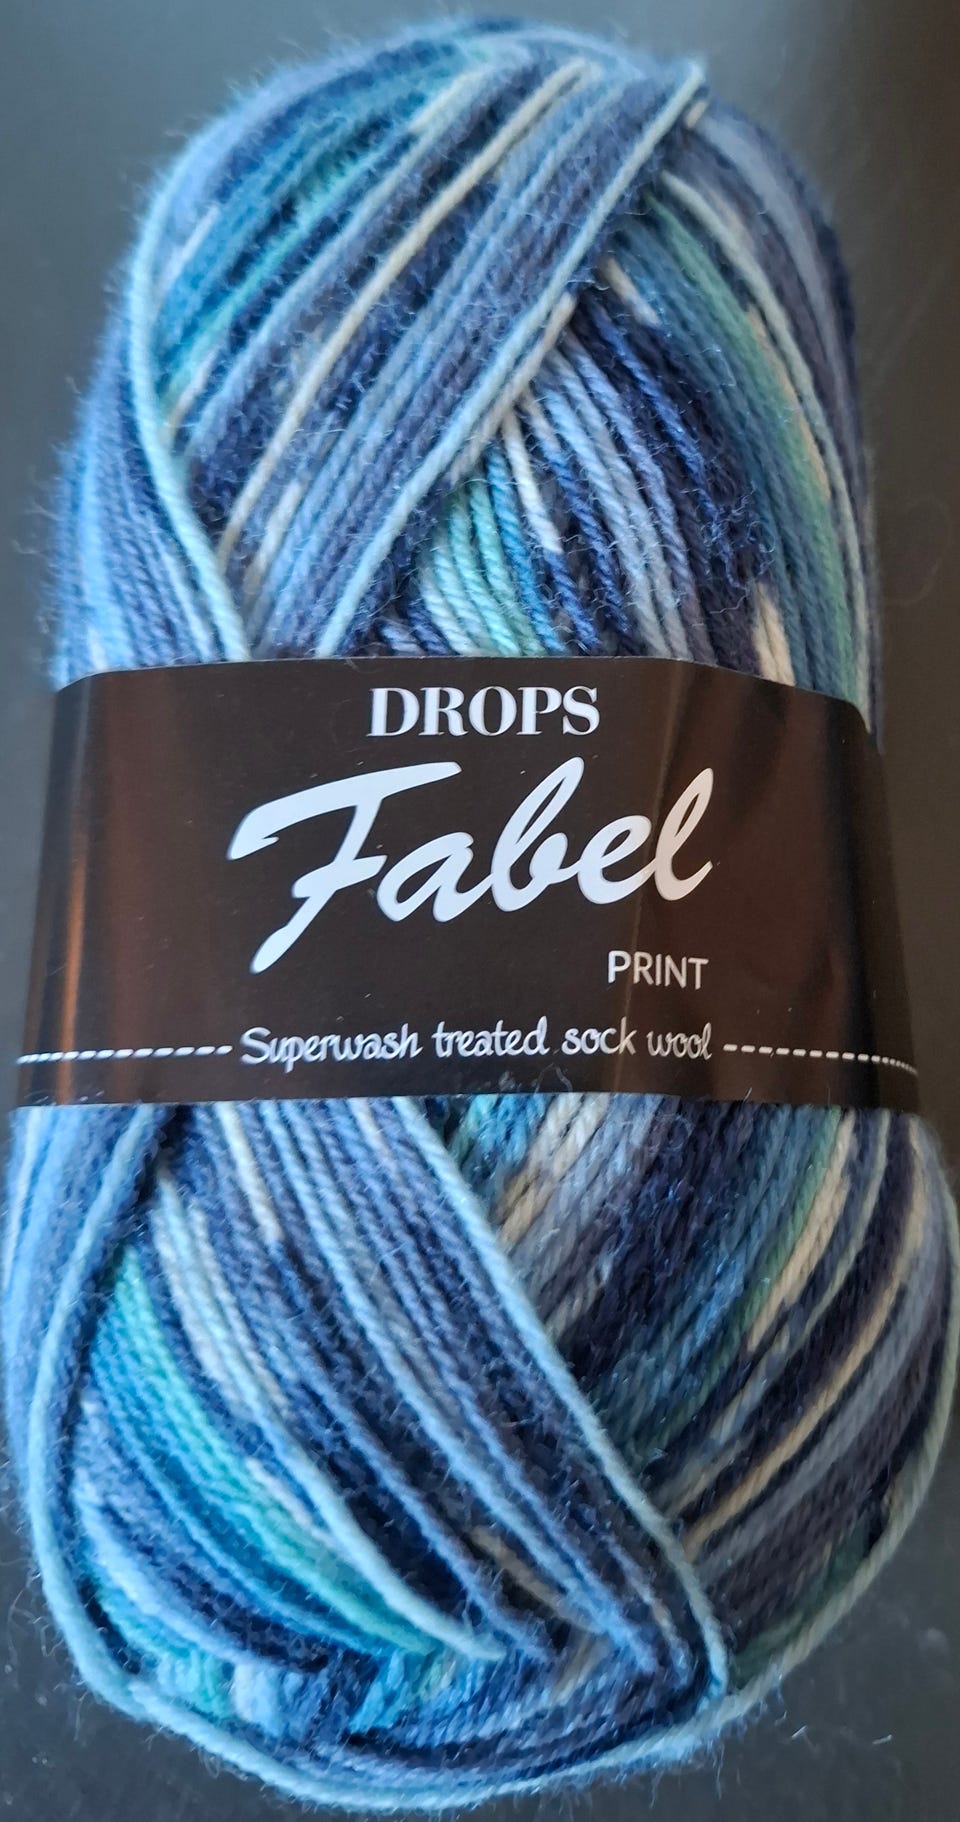 DROPS
Fabel
PRINT
Superwash treated sock wool